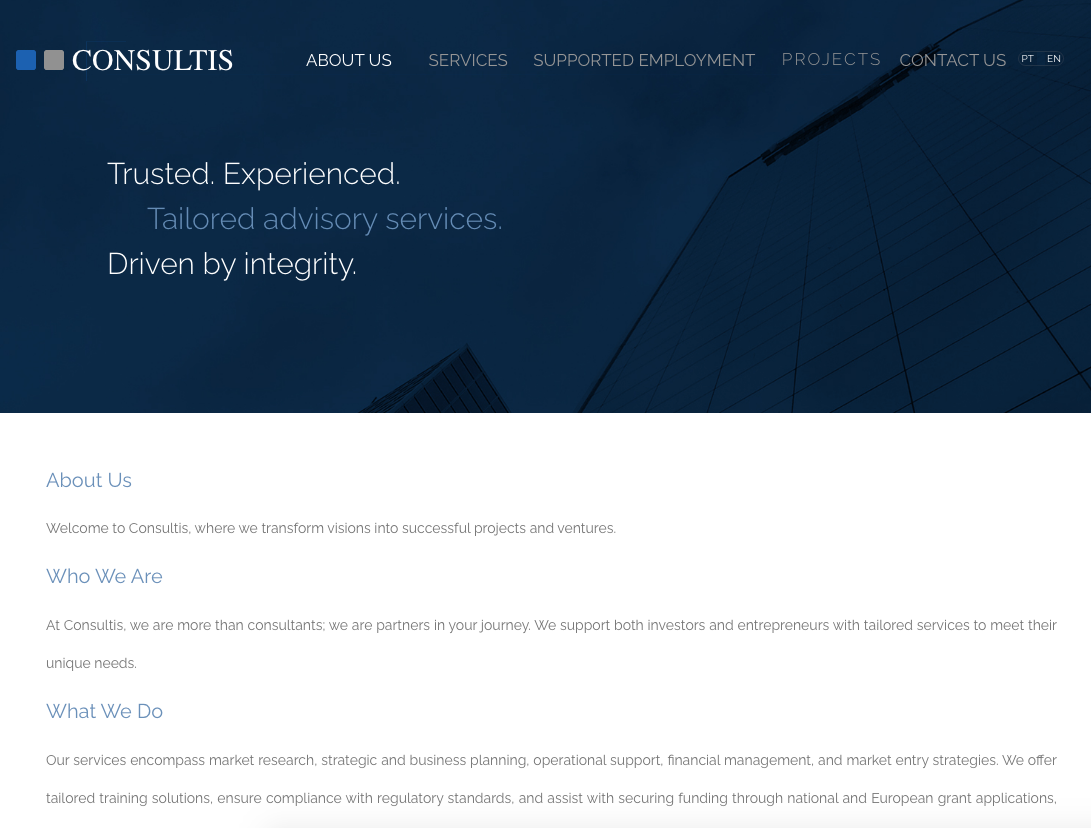 CONSULTIS
ABOUT US SERVICES SUPPORTED EMPLOYMENT PROJECTS CONTACT US PT EN
Trusted. Experienced.
Tailored advisory services.
Driven by integrity.
About Us
Welcome to Consultis, where we transform visions into successful projects and ventures.
Who We Are
At Consultis, we are more than consultants; we are partners in your journey. We support both investors and entrepreneurs with tailored services to meet their
unique needs.
What We Do
Our services encompass market research, strategic and business planning, operational support, financial management, and market entry strategies. We offer
tailored training solutions, ensure compliance with regulatory standards, and assist with securing funding through national and European grant applications,